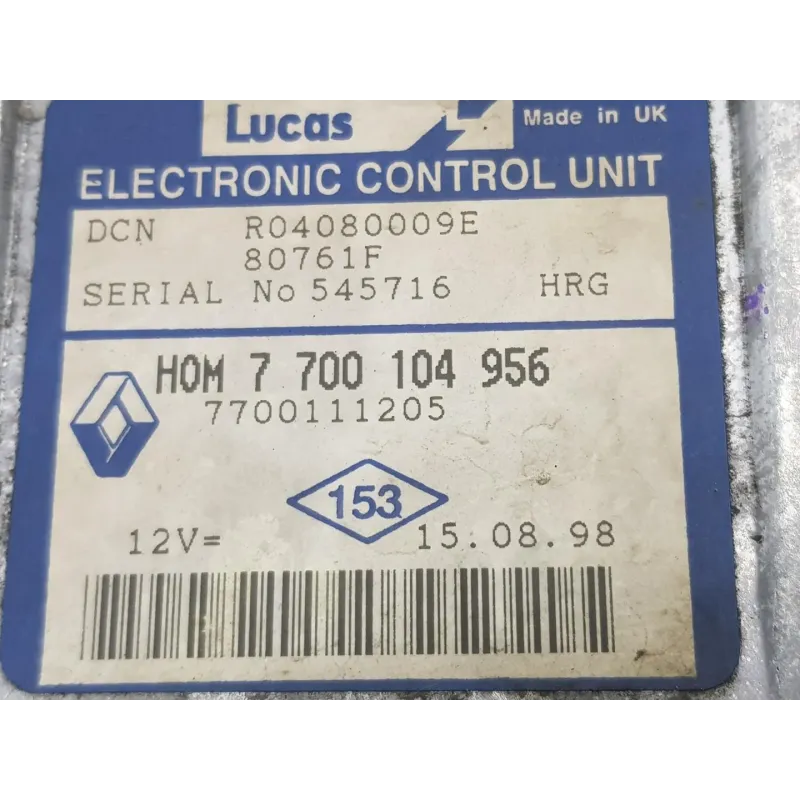 Lucas
Made in UK
ELECTRONIC CONTROL UNIT
DCN R04080009E
80761F
SERIAL No 545716 HRG
HOM 7 700 104 956
7700111205
153
12V= 15.08.98